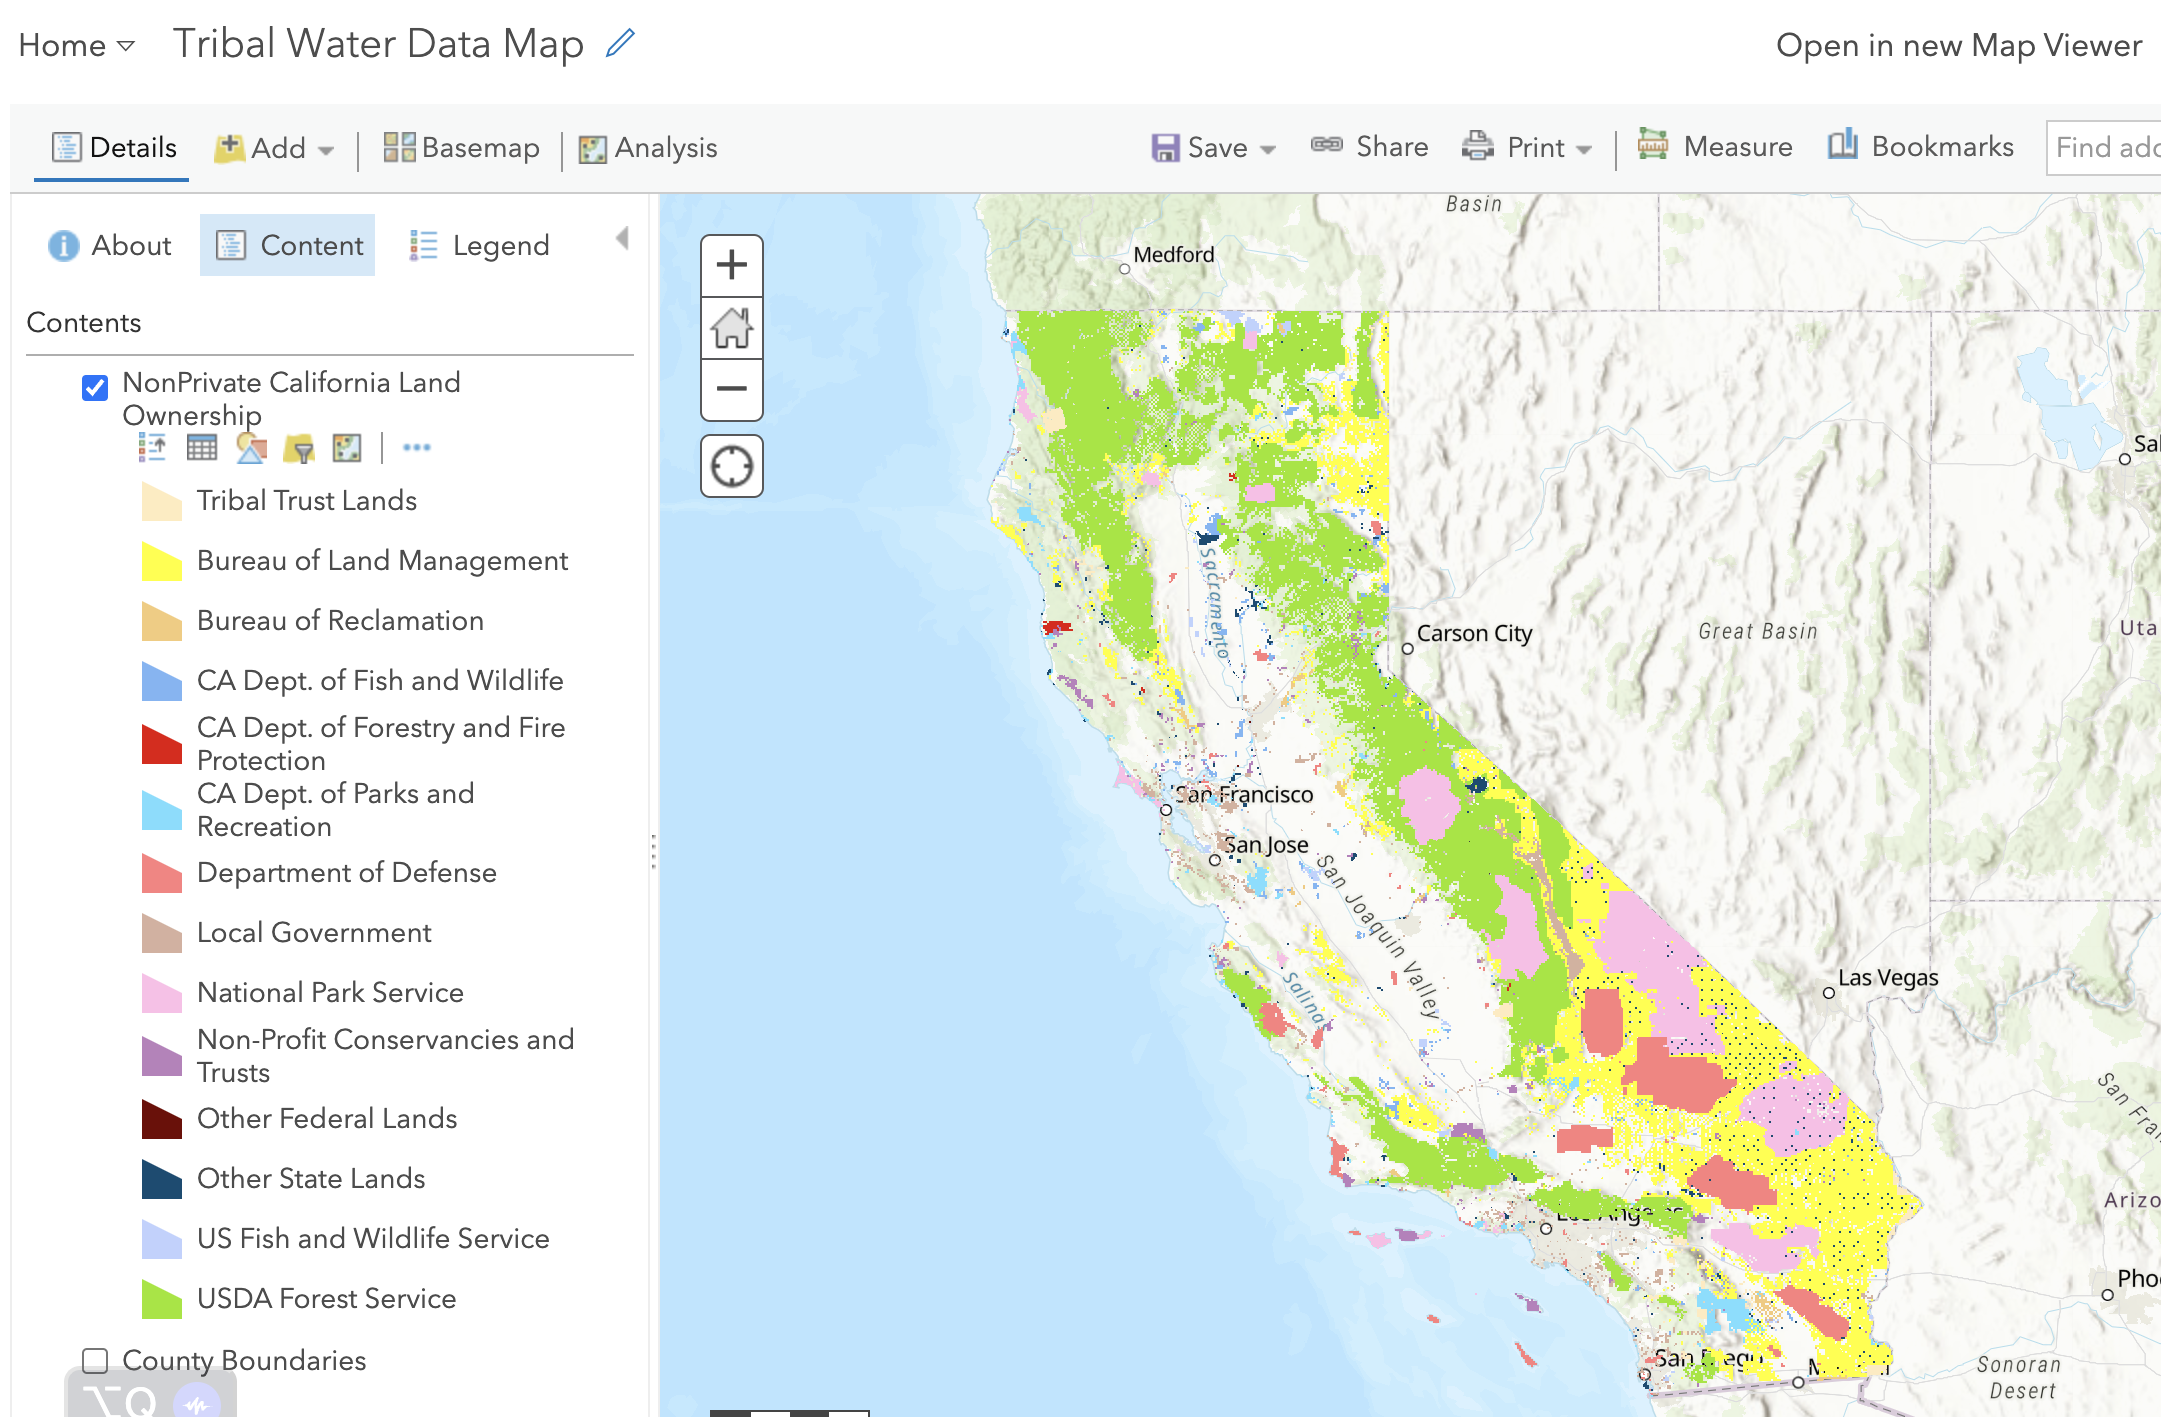 Home
Tribal Water Data Map
Open in new Map Viewer
Details
Add
Basemap
Analysis
Save
Share
Print
Measure
Bookmarks
Find add
About
Content
Legend
Contents
NonPrivate California Land
Ownership
Tribal Trust Lands
Bureau of Land Management
Bureau of Reclamation
CA Dept. of Fish and Wildlife
CA Dept. of Forestry and Fire
Protection
CA Dept. of Parks and
Recreation
Department of Defense
Local Government
National Park Service
Non-Profit Conservancies and
Trusts
Other Federal Lands
Other State Lands
US Fish and Wildlife Service
USDA Forest Service
County Boundaries
⌥Q
Basin
Medford
Sal
Sacramento
Carson City
Great Basin
Uta
San Francisco
San Jose
San Joaquin Valley
Salinas
Las Vegas
San Fra
Arizo
Los Angeles
Pho
San Diego
Sonoran
Desert